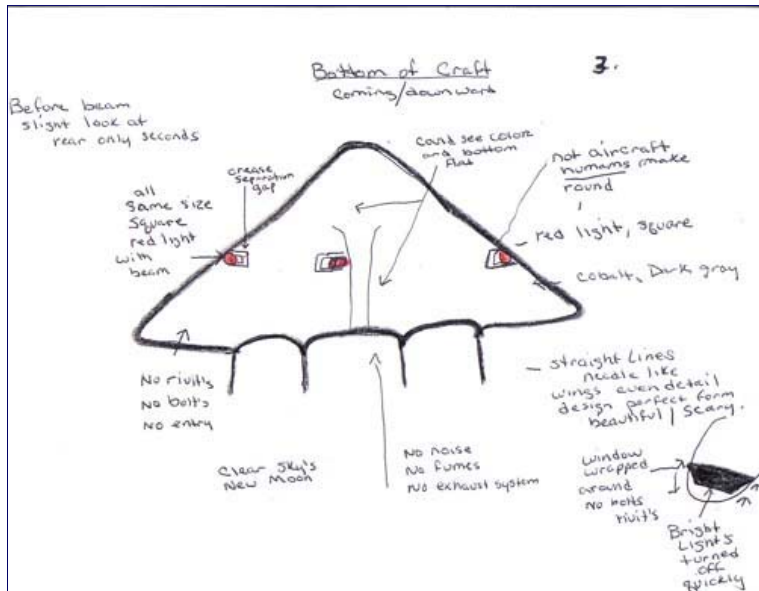 Bottom of Craft
coming/downward
3.
Before beam
slight look at
rear only seconds
could see color
and bottom
flat
crease
separation
gap
all
same size
square
red light
with
beam
not aircraft
humans make
round
red light, square
cobalt, Dark gray
No rivit's
No bolt's
No entry
- straight Lines
needle like
wings even detail
design perfect form
beautiful / scary.
Clear Sky's
New Moon
No noise
No fumes
No exhaust system
window
wrapped
around
No bolts
rivit's
Bright
Light's
turned
off
quickly